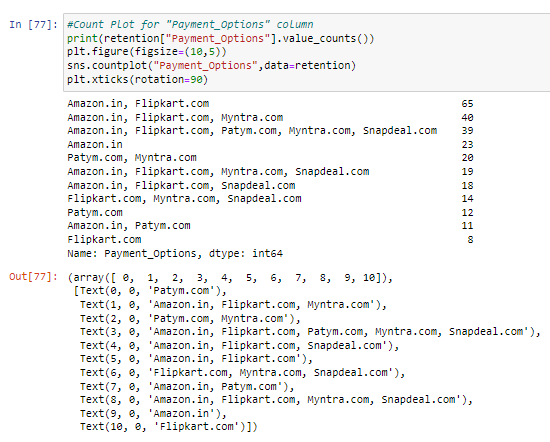 In [77]: #Count Plot for "Payment_Options" column
print(retention["Payment_Options"].value_counts())
plt.figure(figsize=(10,5))
sns.countplot("Payment_Options",data=retention)
plt.xticks(rotation=90)
Amazon.in, Flipkart.com 65
Amazon.in, Flipkart.com, Myntra.com 40
Amazon.in, Flipkart.com, Patym.com, Myntra.com, Snapdeal.com 39
Amazon.in 23
Patym.com, Myntra.com 20
Amazon.in, Flipkart.com, Myntra.com, Snapdeal.com 19
Amazon.in, Flipkart.com, Snapdeal.com 18
Flipkart.com, Myntra.com, Snapdeal.com 14
Patym.com 12
Amazon.in, Patym.com 11
Flipkart.com 8
Name: Payment_Options, dtype: int64
Out[77]: (array([ 0, 1, 2, 3, 4, 5, 6, 7, 8, 9, 10]),
[Text(0, 0, 'Patym.com'),
Text(1, 0, 'Amazon.in, Flipkart.com, Myntra.com'),
Text(2, 0, 'Patym.com, Myntra.com'),
Text(3, 0, 'Amazon.in, Flipkart.com, Patym.com, Myntra.com, Snapdeal.com'),
Text(4, 0, 'Amazon.in, Flipkart.com, Snapdeal.com'),
Text(5, 0, 'Amazon.in, Flipkart.com'),
Text(6, 0, 'Flipkart.com, Myntra.com, Snapdeal.com'),
Text(7, 0, 'Amazon.in, Patym.com'),
Text(8, 0, 'Amazon.in, Flipkart.com, Myntra.com, Snapdeal.com'),
Text(9, 0, 'Amazon.in'),
Text(10, 0, 'Flipkart.com')])